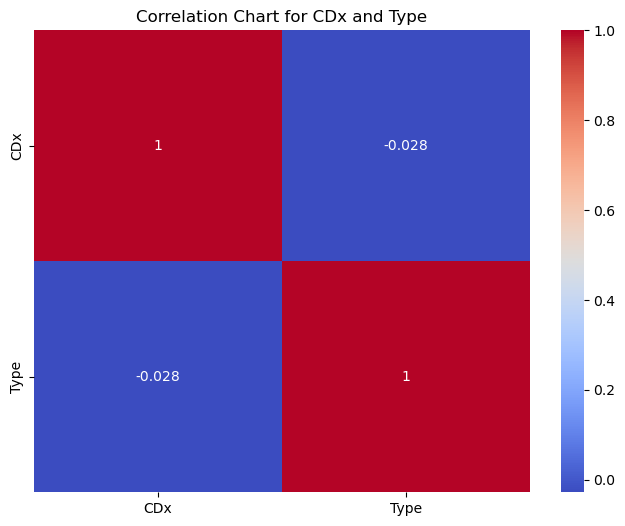 Correlation Chart for CDx and Type
CDx
1
-0.028
Type
-0.028
1
CDx
Type
1.0
0.8
0.6
0.4
0.2
0.0